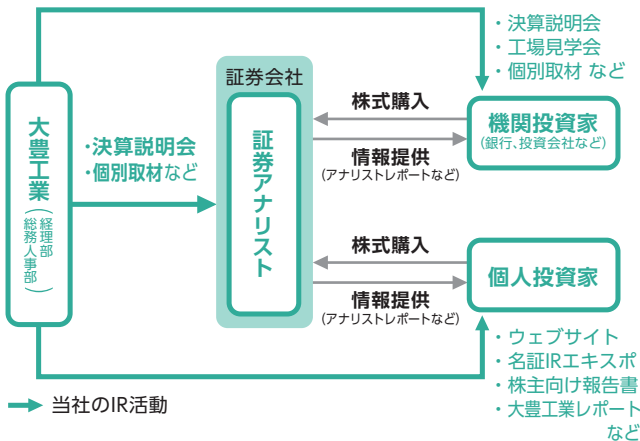 ・決算説明会
・工場見学会
・個別取材 など
証券会社
大豊工業
(経理部
総務人事部)
・決算説明会
・個別取材など
証券アナリスト
株式購入
情報提供
(アナリストレポートなど)
機関投資家
(銀行、投資会社など)
株式購入
情報提供
(アナリストレポートなど)
個人投資家
・ウェブサイト
・名証IRエキスポ
・株主向け報告書
・大豊工業レポート
など
当社のIR活動